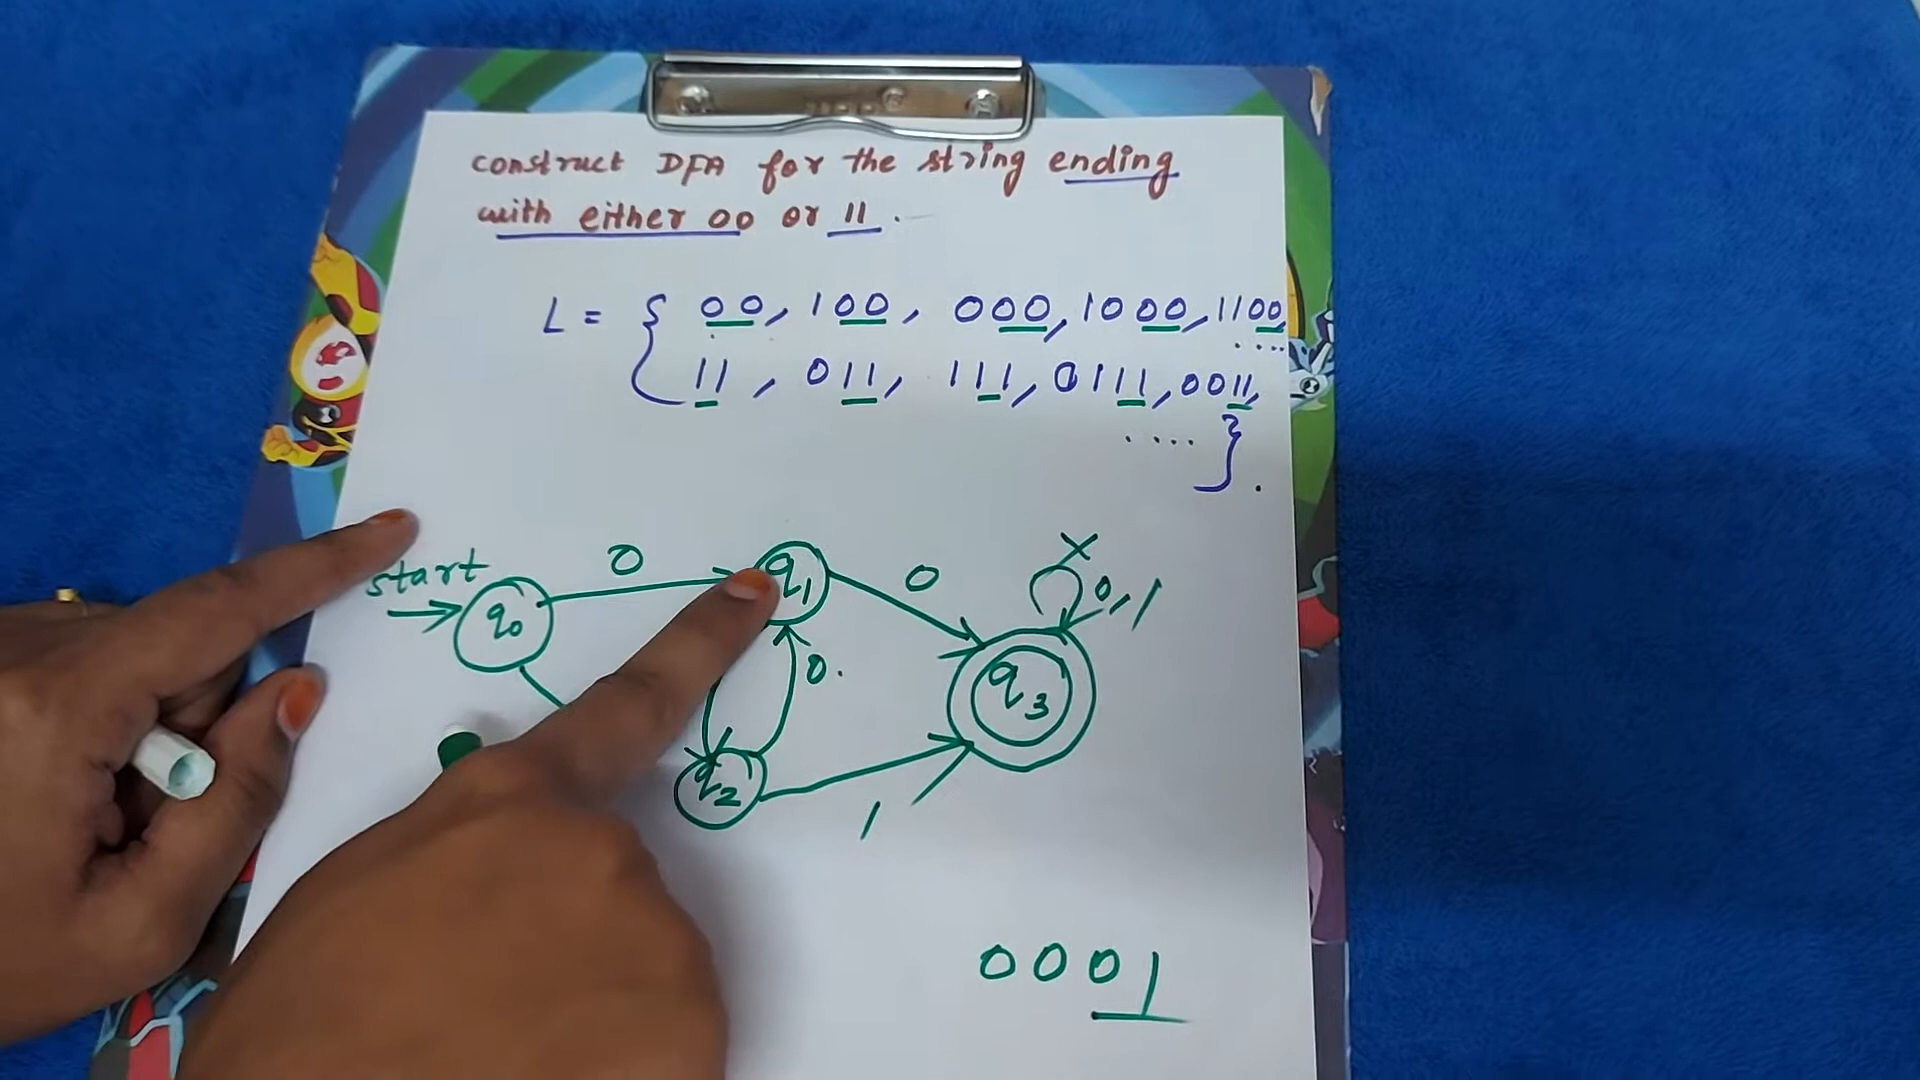 construct DFA for the string ending
with either 00 or 11.
L = { 00, 100, 000, 1000, 1100, ....
11, 011, 111, 0111, 0011,
.... }.
start
0
q1
0
x
0,1
q0
0.
q3
q2
1
0001